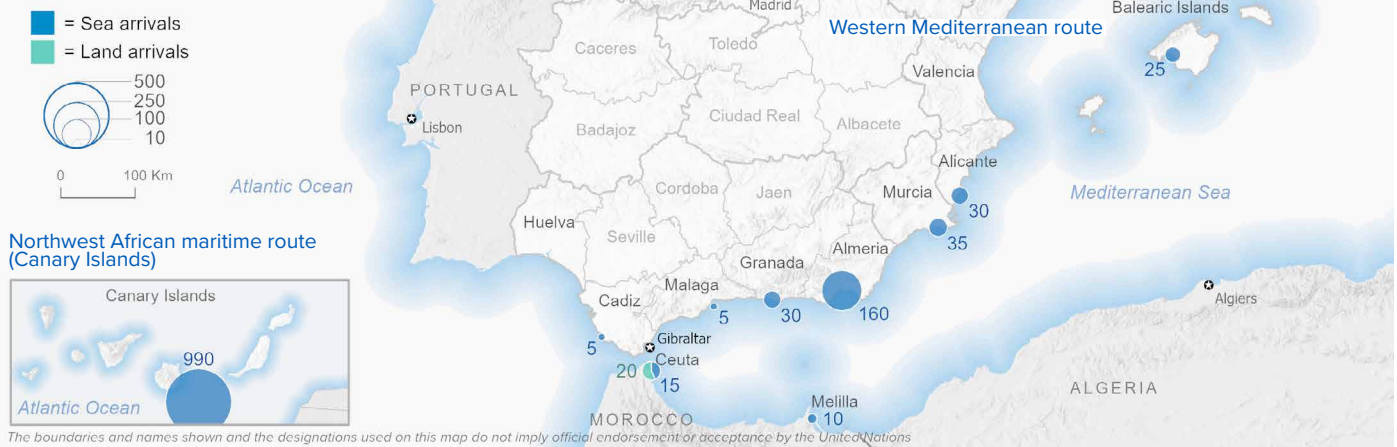 = Sea arrivals
= Land arrivals
500
250
100
10
0 100 Km
Madrid
Western Mediterranean route
Balearic Islands
25
Caceres
Toledo
Valencia
PORTUGAL
Lisbon
Badajoz
Ciudad Real
Albacete
Alicante
Atlantic Ocean
Cordoba
Jaen
Murcia
30
Mediterranean Sea
Huelva
Seville
35
Almeria
Granada
Malaga
Cadiz
5
30
160
Algiers
5
Gibraltar
Ceuta
20
15
ALGERIA
Melilla
10
MOROCCO
Northwest African maritime route
(Canary Islands)
Canary Islands
990
Atlantic Ocean
The boundaries and names shown and the designations used on this map do not imply official endorsement or acceptance by the United Nations